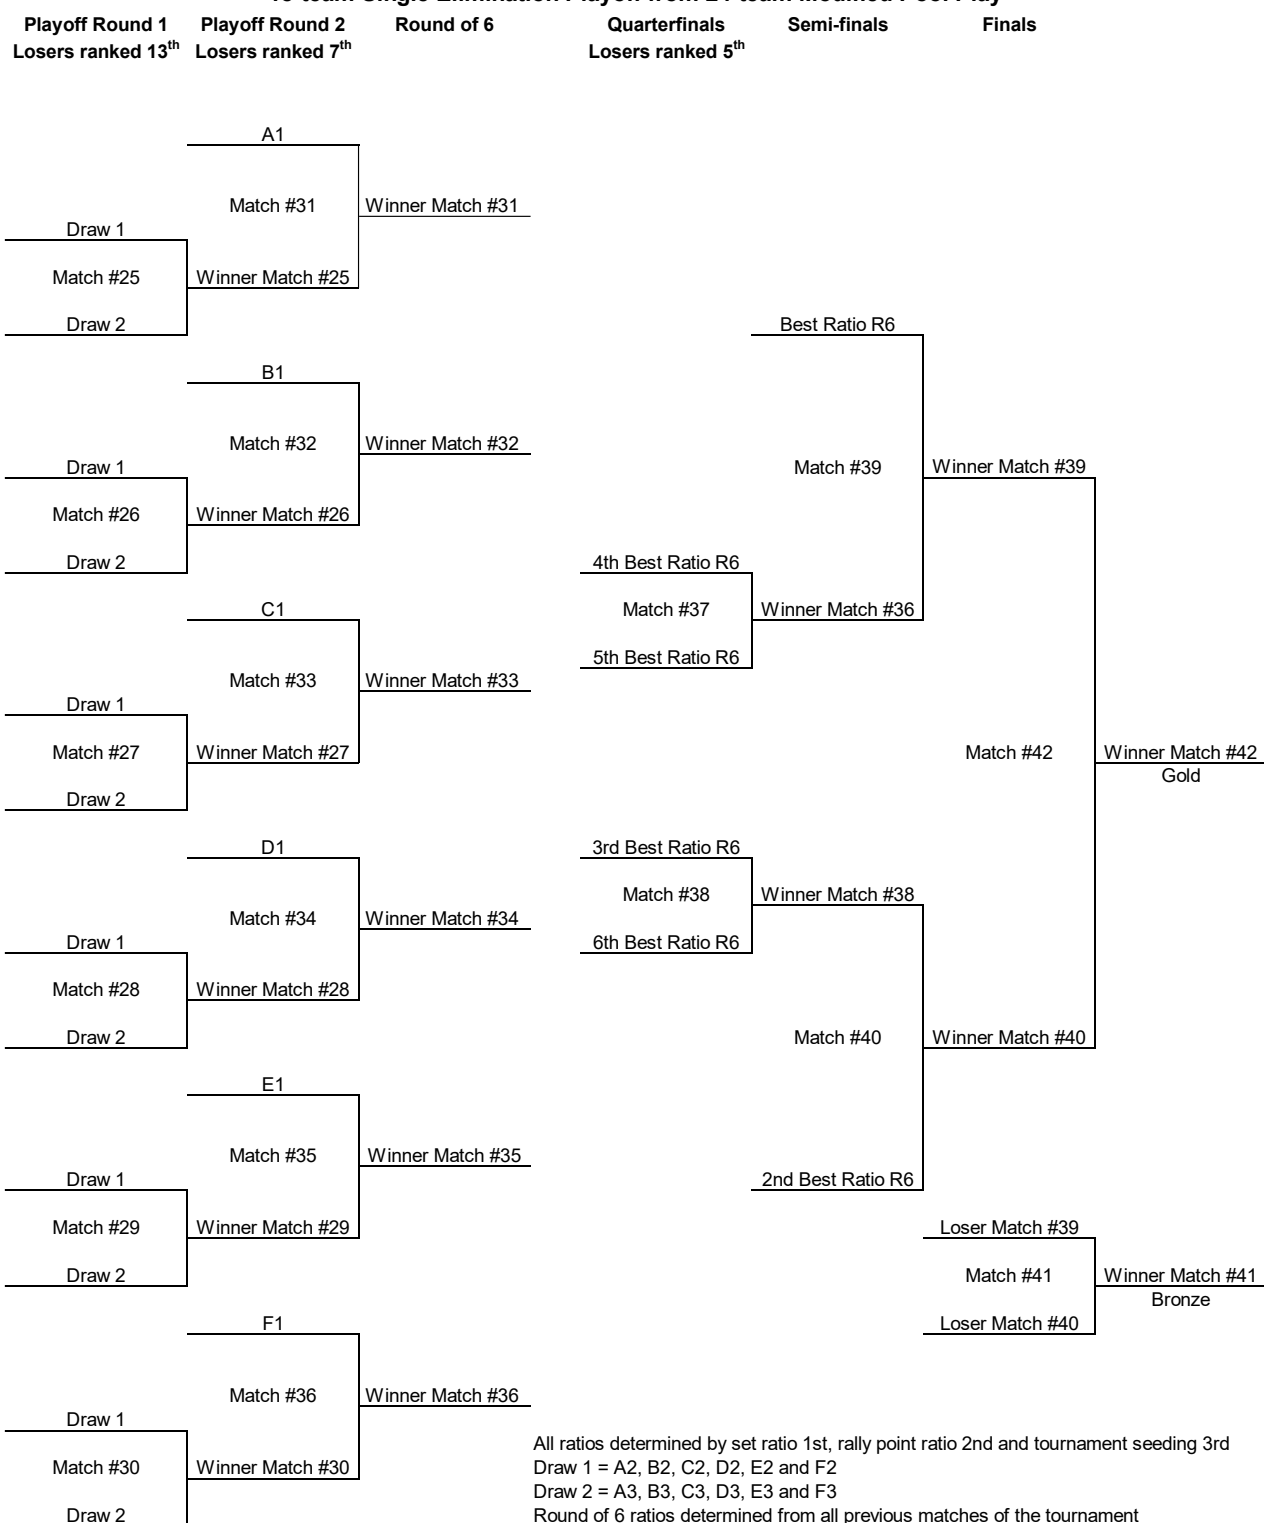 Playoff Round 1 Playoff Round 2 Round of 6 Quarterfinals Semi-finals Finals
Losers ranked 13th Losers ranked 7th Losers ranked 5th
A1
Match #31 Winner Match #31
Draw 1
Match #25 Winner Match #25
Draw 2 Best Ratio R6
B1
Match #32 Winner Match #32
Draw 1 Match #39 Winner Match #39
Match #26 Winner Match #26
Draw 2 4th Best Ratio R6
C1 Match #37 Winner Match #36
5th Best Ratio R6
Match #33 Winner Match #33
Draw 1
Match #27 Winner Match #27 Match #42 Winner Match #42
Gold
Draw 2
D1 3rd Best Ratio R6
Match #38 Winner Match #38
Match #34 Winner Match #34
Draw 1 6th Best Ratio R6
Match #28 Winner Match #28
Draw 2 Match #40 Winner Match #40
E1
Match #35 Winner Match #35
Draw 1 2nd Best Ratio R6
Match #29 Winner Match #29 Loser Match #39
Draw 2 Match #41 Winner Match #41
Bronze
F1 Loser Match #40
Match #36 Winner Match #36
Draw 1
All ratios determined by set ratio 1st, rally point ratio 2nd and tournament seeding 3rd
Match #30 Winner Match #30 Draw 1 = A2, B2, C2, D2, E2 and F2
Draw 2 = A3, B3, C3, D3, E3 and F3
Draw 2 Round of 6 ratios determined from all previous matches of the tournament